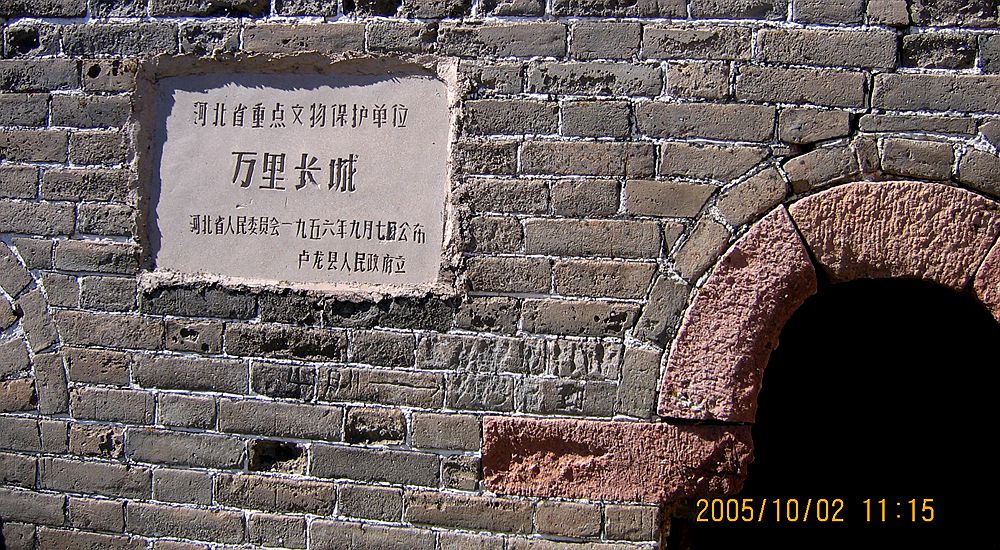 河北省重点文物保护单位
万里长城
河北省人民委员会一九五六年九月七日公布
卢龙县人民政府立
2005/10/02 11:15